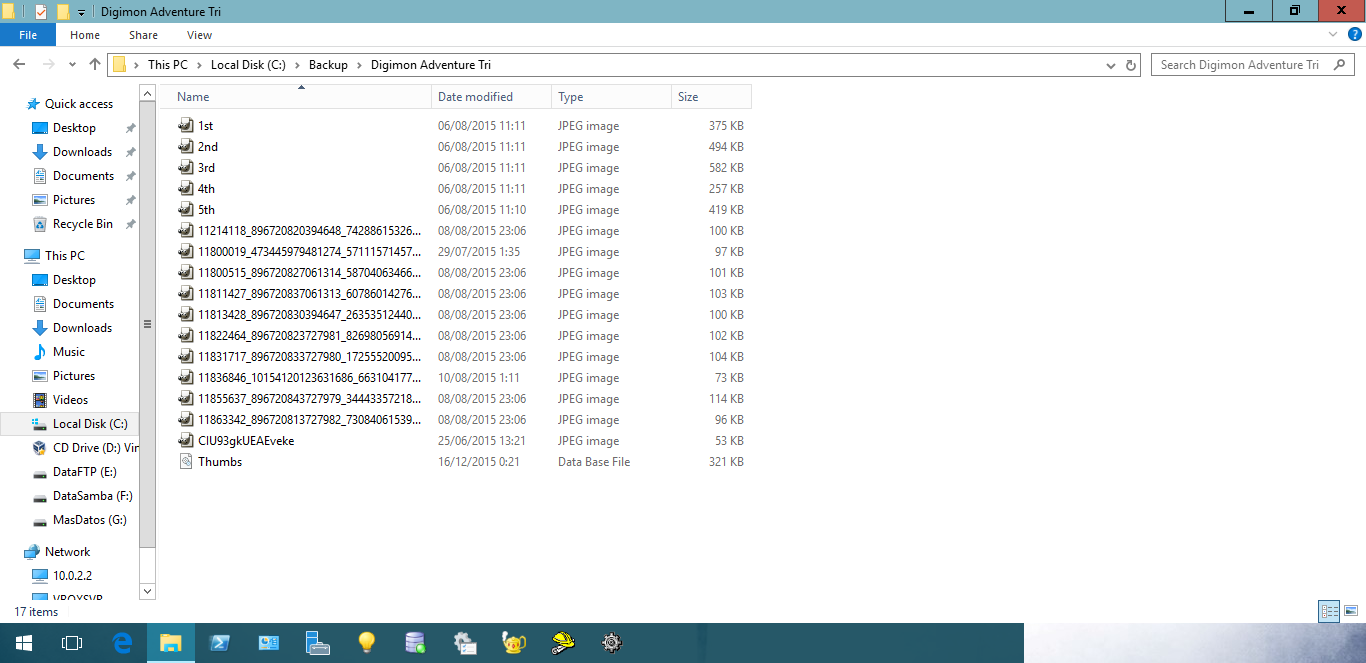 Digimon Adventure Tri
File Home Share View
This PC Local Disk (C:) Backup Digimon Adventure Tri Search Digimon Adventure Tri
Quick access
Desktop
Downloads
Documents
Pictures
Recycle Bin
This PC
Desktop
Documents
Downloads
Music
Pictures
Videos
Local Disk (C:)
CD Drive (D:) Vir
DataFTP (E:)
DataSamba (F:)
MasDatos (G:)
Network
10.0.2.2
VBOXSVR
Name Date modified Type Size
1st 06/08/2015 11:11 JPEG image 375 KB
2nd 06/08/2015 11:11 JPEG image 494 KB
3rd 06/08/2015 11:11 JPEG image 582 KB
4th 06/08/2015 11:11 JPEG image 257 KB
5th 06/08/2015 11:10 JPEG image 419 KB
11214118_896720820394648_74288615326... 08/08/2015 23:06 JPEG image 100 KB
11800019_473445979481274_57111571457... 29/07/2015 1:35 JPEG image 97 KB
11800515_896720827061314_58704063466... 08/08/2015 23:06 JPEG image 101 KB
11811427_896720837061313_60786014276... 08/08/2015 23:06 JPEG image 103 KB
11813428_896720830394647_26353512440... 08/08/2015 23:06 JPEG image 100 KB
11822464_896720823727981_82698056914... 08/08/2015 23:06 JPEG image 102 KB
11831717_896720833727980_17255520095... 08/08/2015 23:06 JPEG image 104 KB
11836846_10154120123631686_663104177... 10/08/2015 1:11 JPEG image 73 KB
11855637_896720843727979_34443357218... 08/08/2015 23:06 JPEG image 114 KB
11863342_896720813727982_73084061539... 08/08/2015 23:06 JPEG image 96 KB
CIU93gkUEAEveke 25/06/2015 13:21 JPEG image 53 KB
Thumbs 16/12/2015 0:21 Data Base File 321 KB
17 items